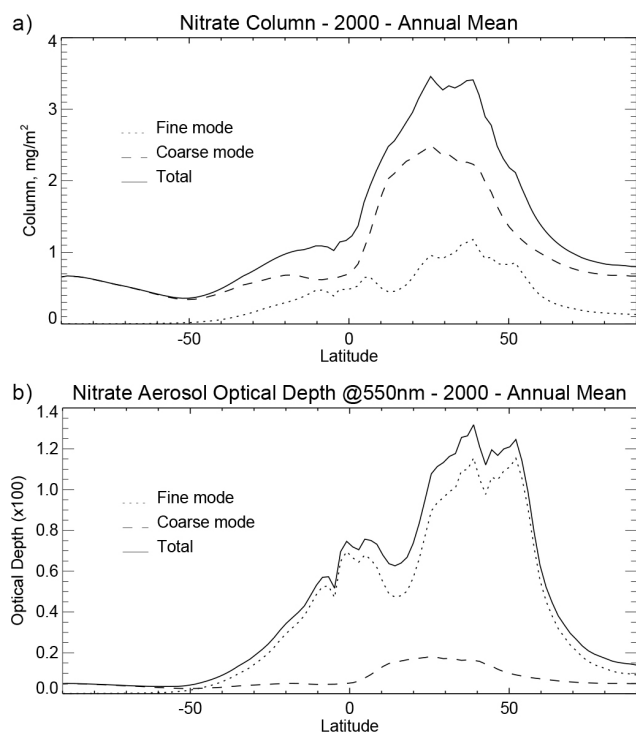 a)
Nitrate Column - 2000 - Annual Mean
4
3
2
1
0
Column, mg/m²
Fine mode
Coarse mode
Total
-50
0
50
Latitude
b)
Nitrate Aerosol Optical Depth @550nm - 2000 - Annual Mean
1.4
1.2
1.0
0.8
0.6
0.4
0.2
0.0
Optical Depth (x100)
Fine mode
Coarse mode
Total
-50
0
50
Latitude